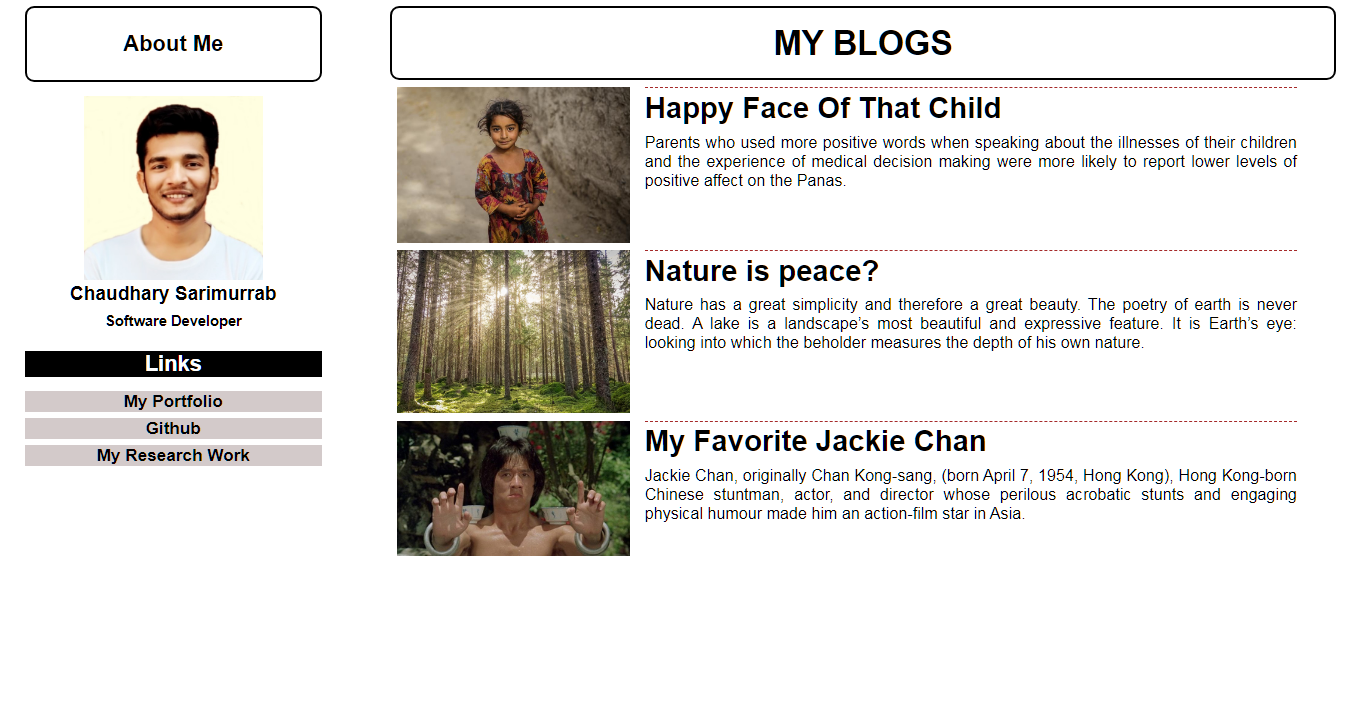 About Me
Chaudhary Sarimurrab
Software Developer
Links
My Portfolio
Github
My Research Work
MY BLOGS
Happy Face Of That Child
Parents who used more positive words when speaking about the illnesses of their children
and the experience of medical decision making were more likely to report lower levels of
positive affect on the Panas.
Nature is peace?
Nature has a great simplicity and therefore a great beauty. The poetry of earth is never
dead. A lake is a landscape’s most beautiful and expressive feature. It is Earth’s eye:
looking into which the beholder measures the depth of his own nature.
My Favorite Jackie Chan
Jackie Chan, originally Chan Kong-sang, (born April 7, 1954, Hong Kong), Hong Kong-born
Chinese stuntman, actor, and director whose perilous acrobatic stunts and engaging
physical humour made him an action-film star in Asia.